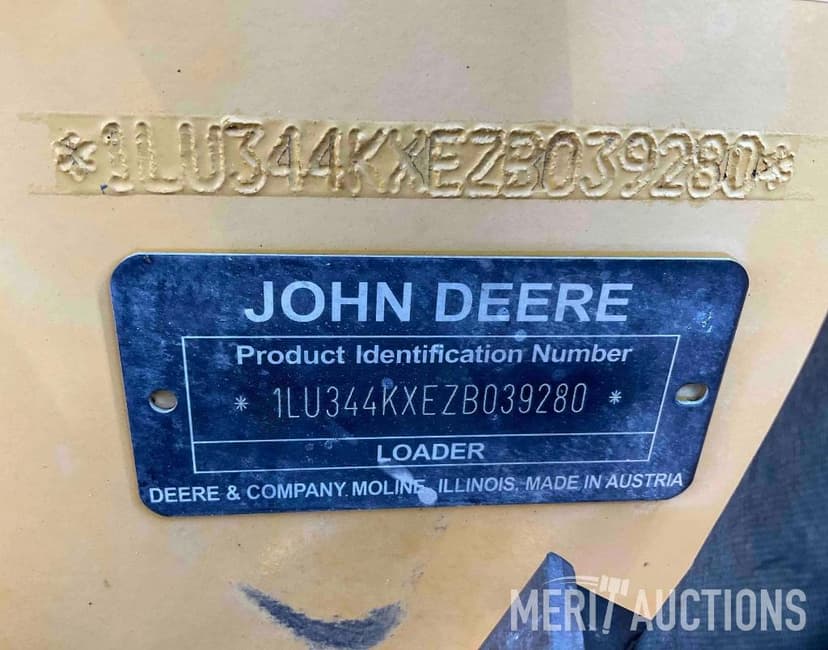 *1LU344KXEZB039280*
JOHN DEERE
Product Identification Number
* 1LU344KXEZB039280 *
LOADER
DEERE & COMPANY MOLINE, ILLINOIS, MADE IN AUSTRIA
MERIT AUCTIONS